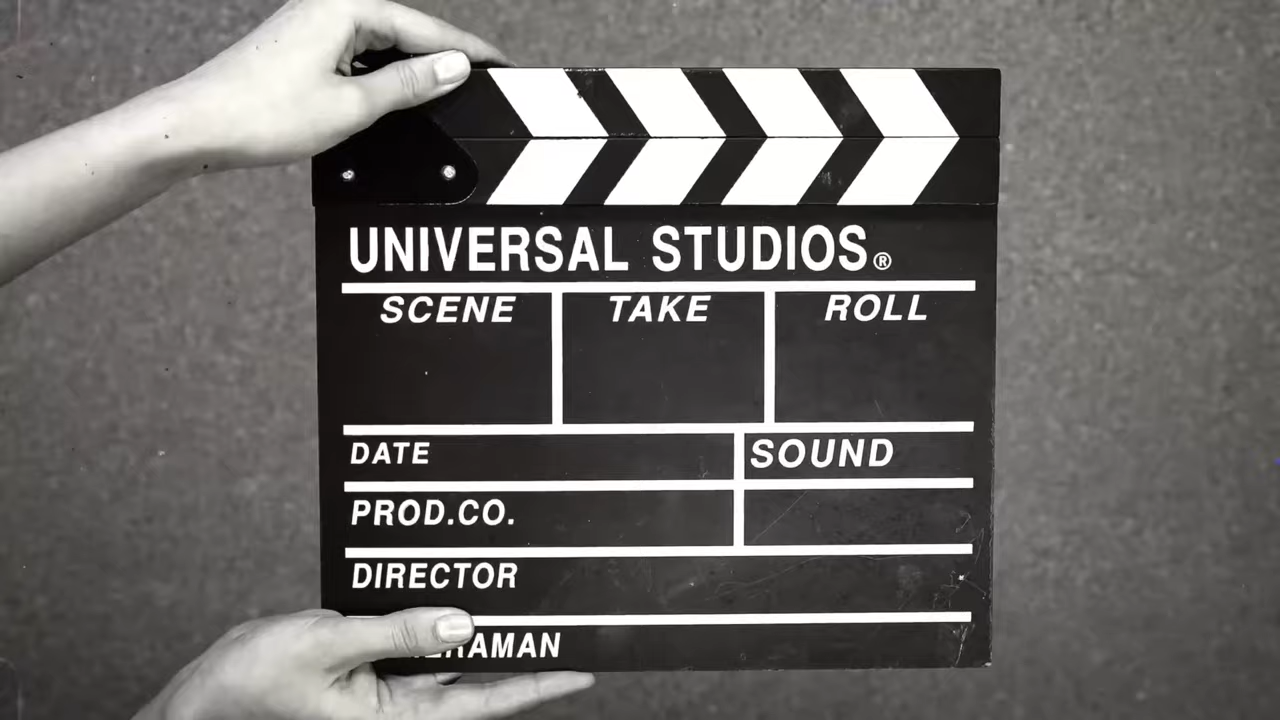 UNIVERSAL STUDIOS®
SCENE TAKE ROLL
DATE SOUND
PROD.CO.
DIRECTOR